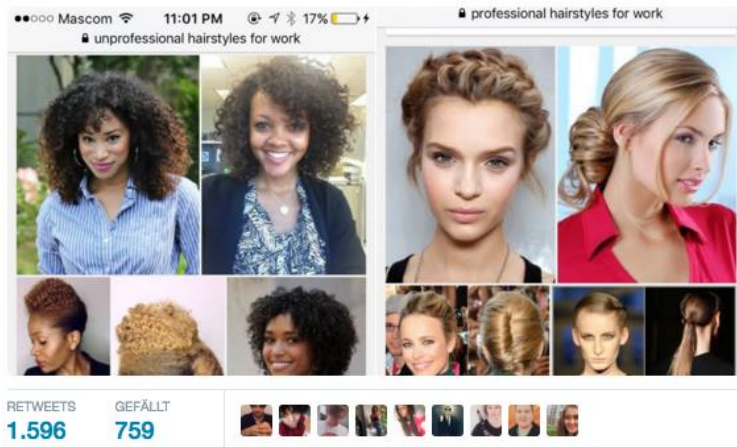 Mascom 11:01 PM 17%
unprofessional hairstyles for work
professional hairstyles for work
RETWEETS GEFÄLLT
1.596 759